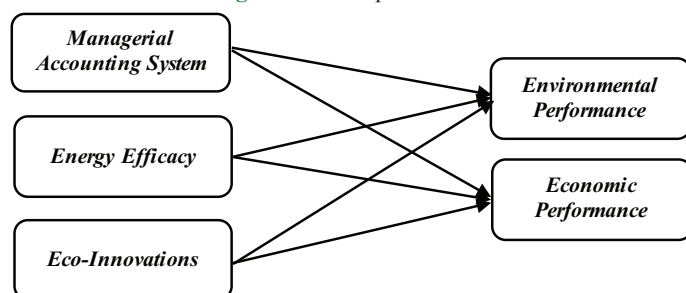 Managerial
Accounting System
Energy Efficacy
Eco-Innovations
Environmental
Performance
Economic
Performance